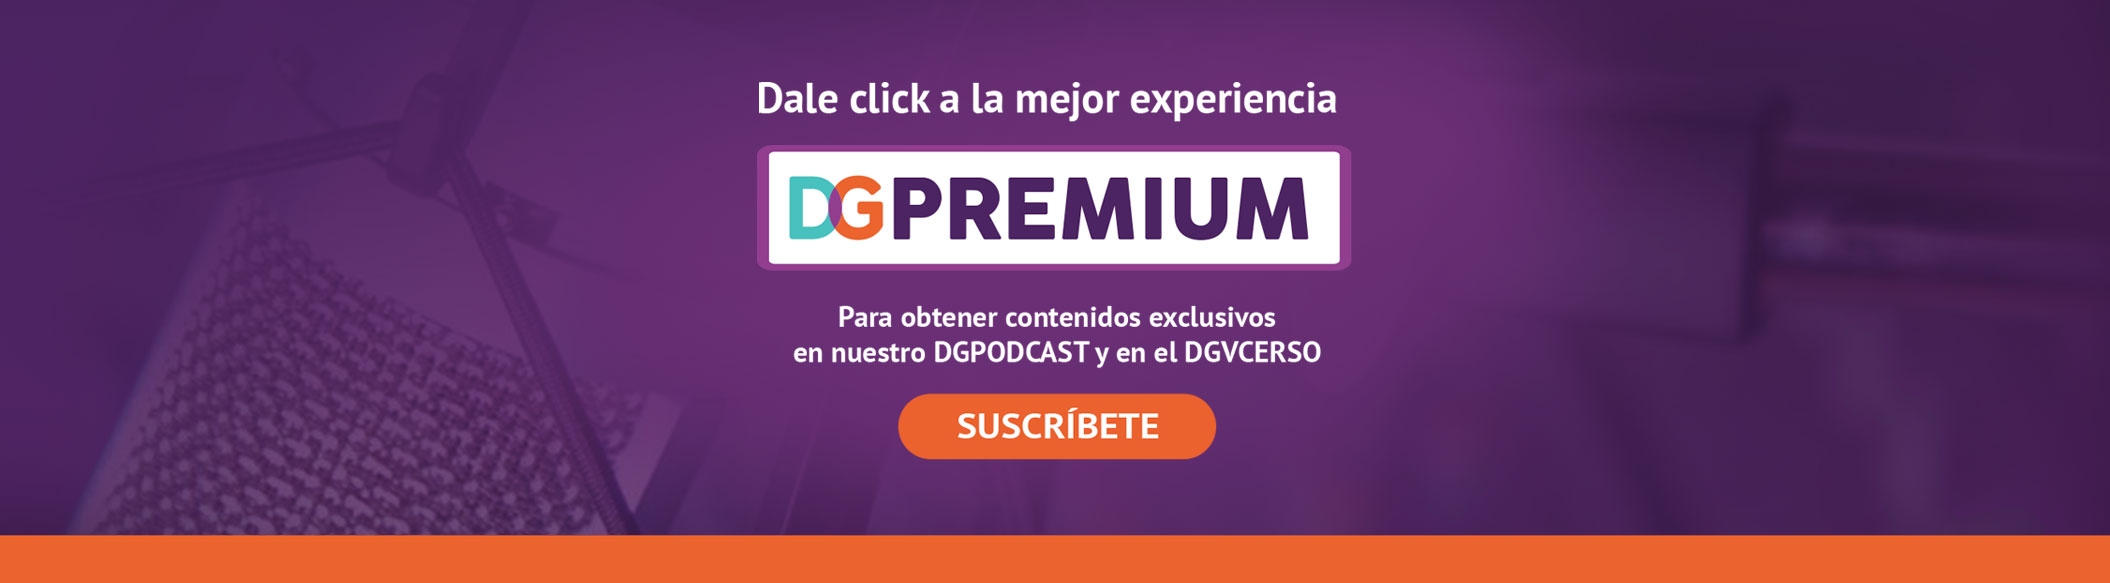 Dale click a la mejor experiencia
DGPREMIUM
Para obtener contenidos exclusivos
en nuestro DGPODCAST y en el DGVCERSO
SUSCRÍBETE